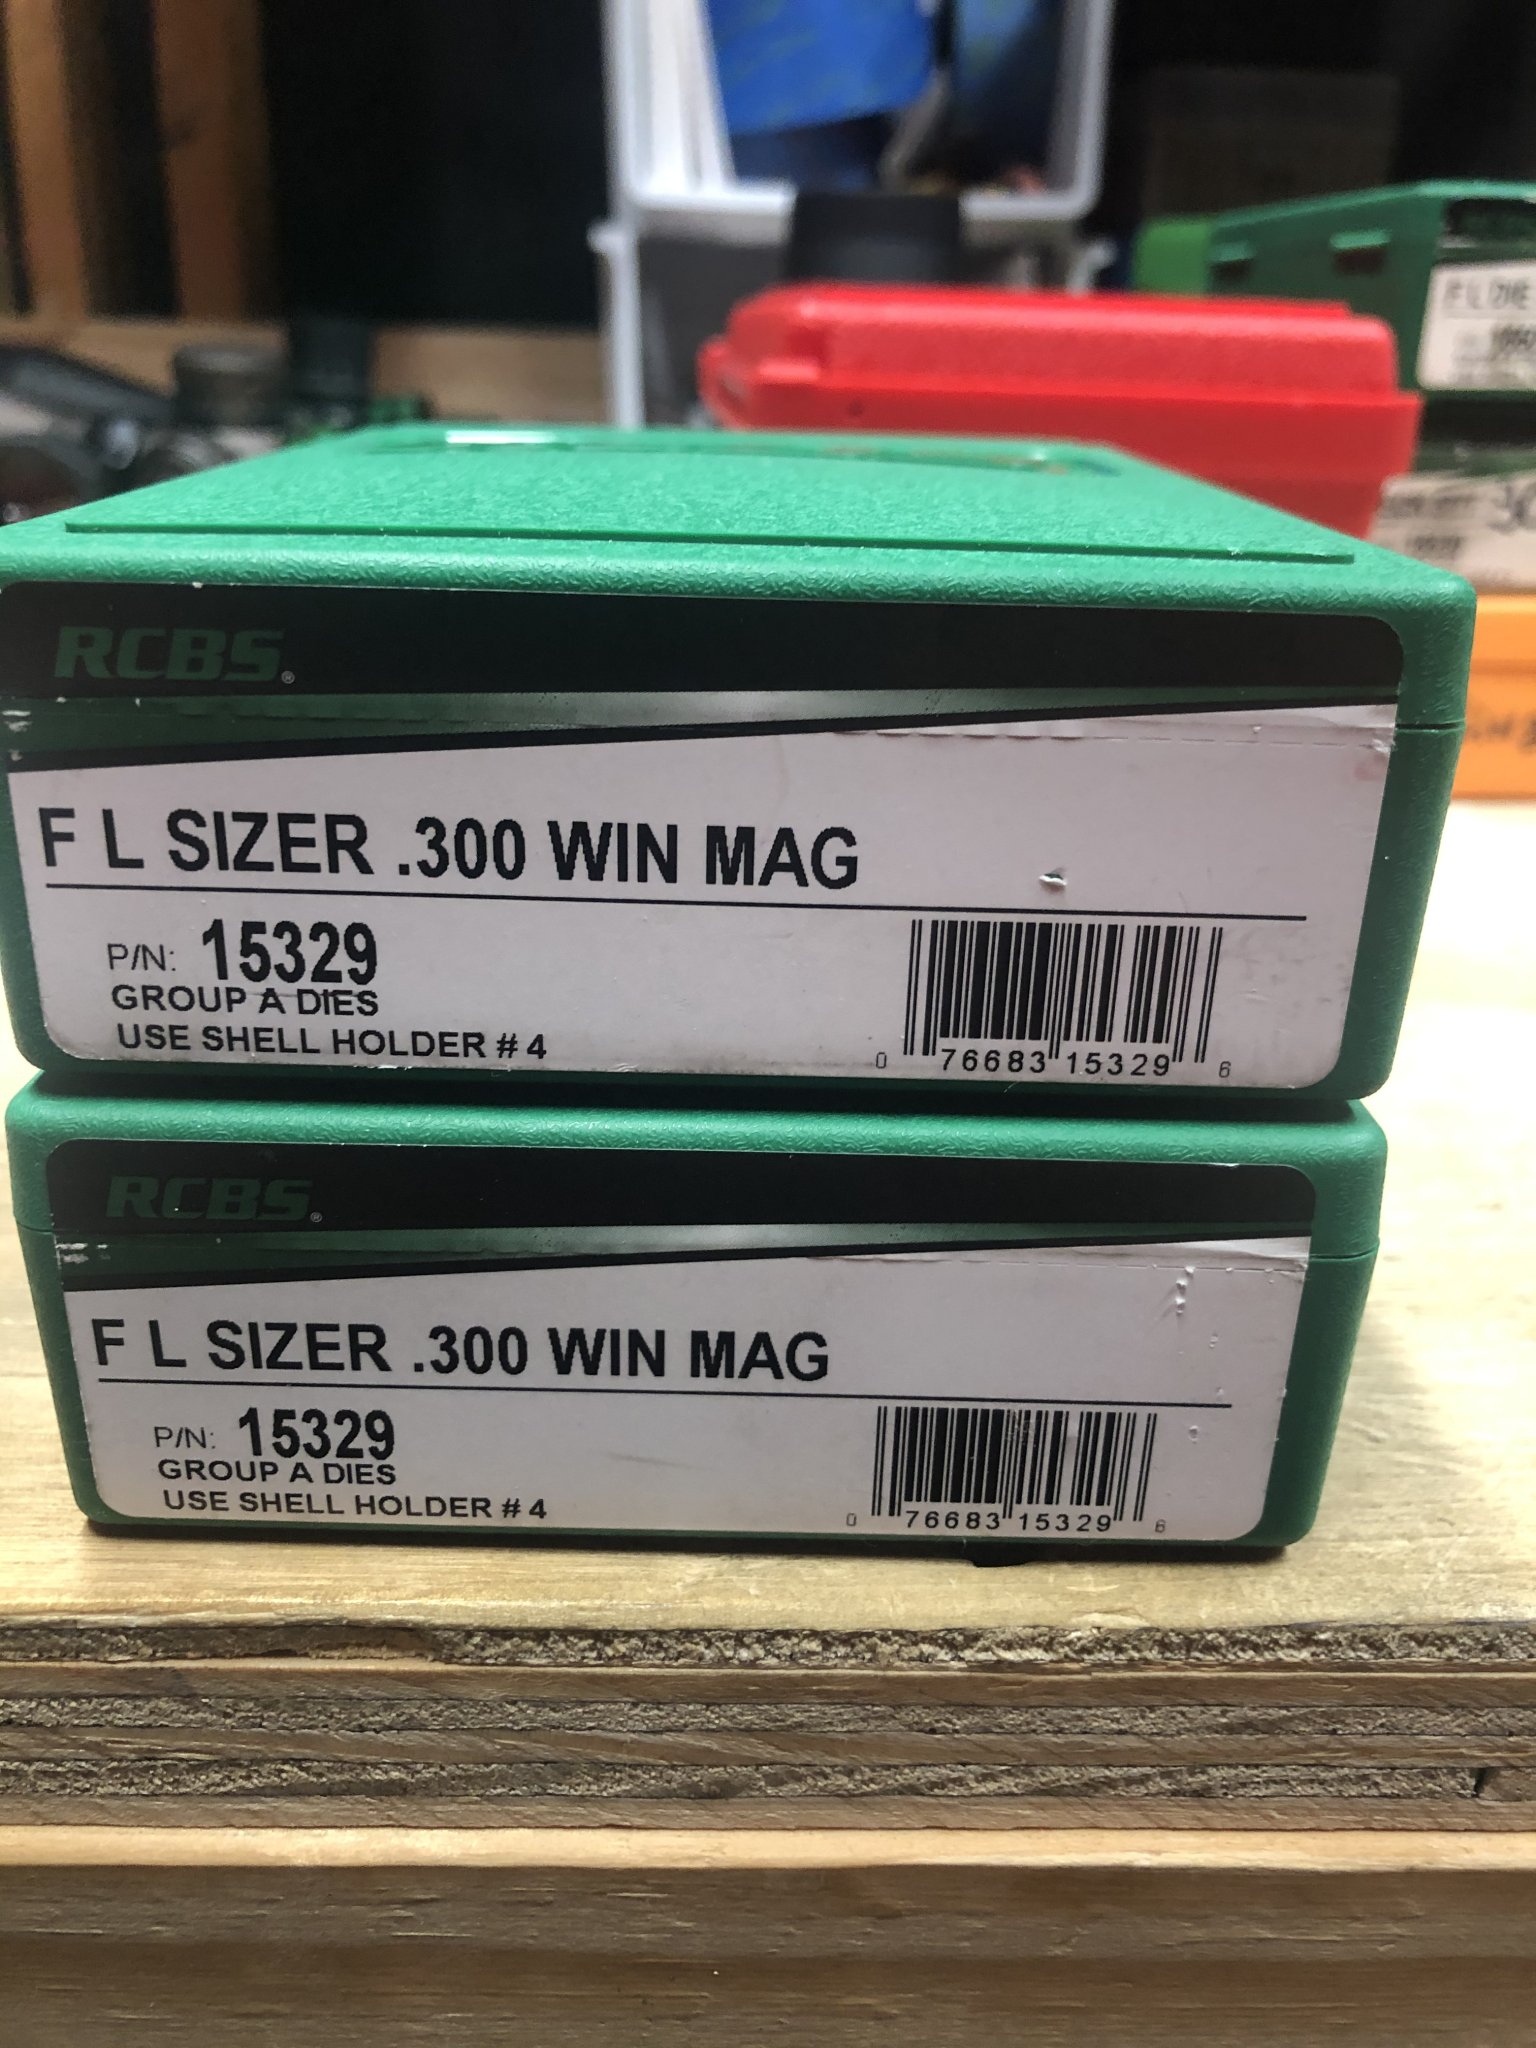 F L DIE
RCBS®
F L SIZER .300 WIN MAG
P/N: 15329
GROUP A DIES
USE SHELL HOLDER # 4
0 76683 15329 6
RCBS®
F L SIZER .300 WIN MAG
P/N: 15329
GROUP A DIES
USE SHELL HOLDER # 4
0 76683 15329 6